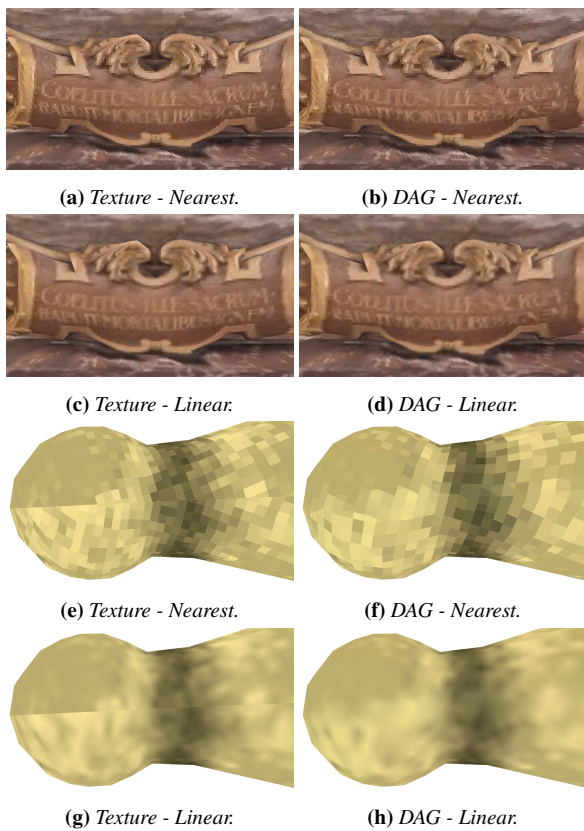 (a) Texture - Nearest.
(b) DAG - Nearest.
(c) Texture - Linear.
(d) DAG - Linear.
(e) Texture - Nearest.
(f) DAG - Nearest.
(g) Texture - Linear.
(h) DAG - Linear.